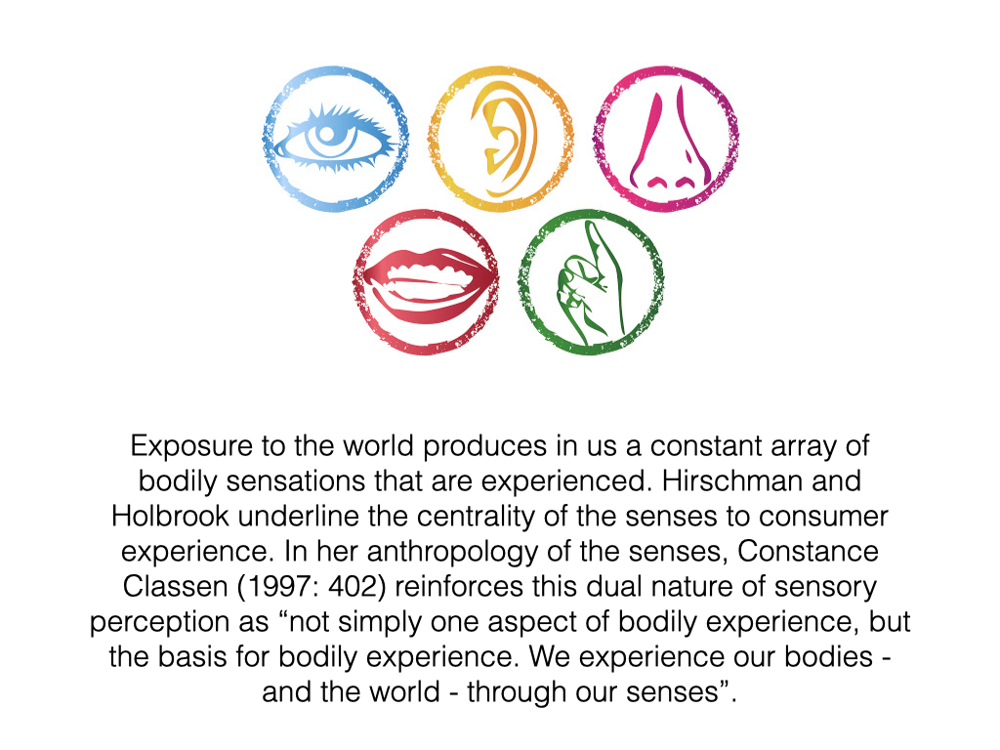 Exposure to the world produces in us a constant array of
bodily sensations that are experienced. Hirschman and
Holbrook underline the centrality of the senses to consumer
experience. In her anthropology of the senses, Constance
Classen (1997: 402) reinforces this dual nature of sensory
perception as “not simply one aspect of bodily experience, but
the basis for bodily experience. We experience our bodies -
and the world - through our senses”.